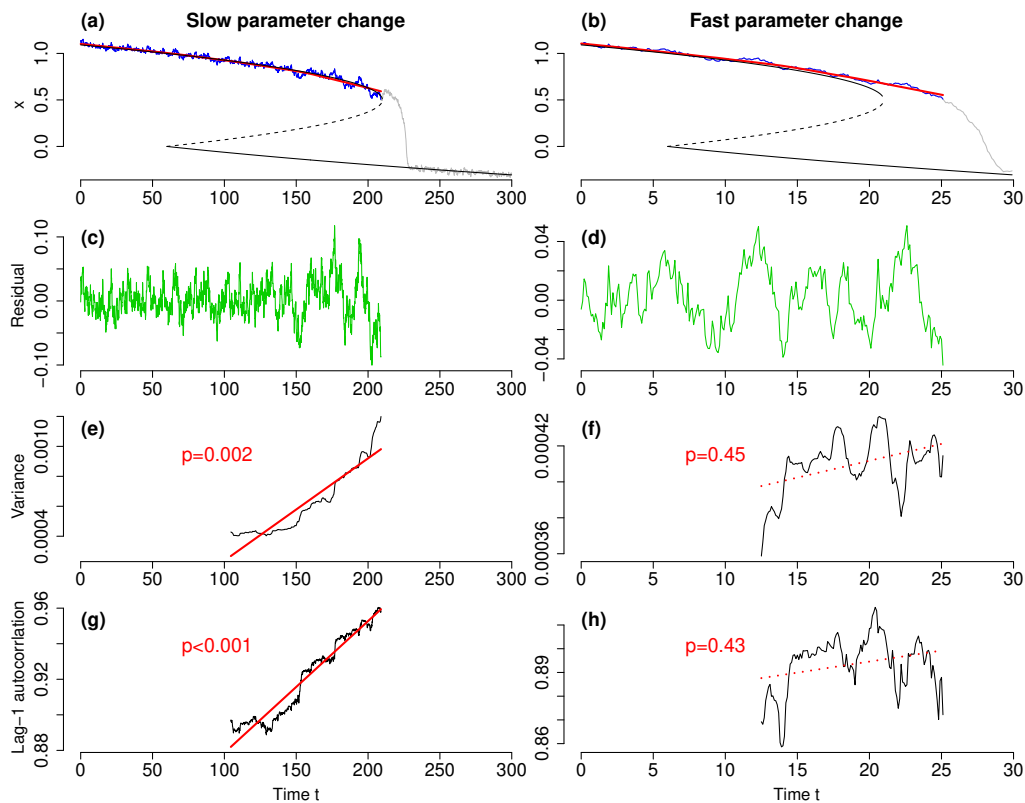 (a) Slow parameter change
x
0.0 0.5 1.0
0 50 100 150 200 250 300
(b) Fast parameter change
0.0 0.5 1.0
0 5 10 15 20 25 30
(c)
Residual
−0.10 0.00 0.10
0 50 100 150 200 250 300
(d)
−0.04 0.00 0.04
0 5 10 15 20 25 30
(e)
p=0.002
Variance
0.0004 0.0010
0 50 100 150 200 250 300
(f)
p=0.45
0.00036 0.00042
0 5 10 15 20 25 30
(g)
p<0.001
Lag−1 autocorrlation
0.88 0.92 0.96
0 50 100 150 200 250 300
Time t
(h)
p=0.43
0.86 0.89
0 5 10 15 20 25 30
Time t